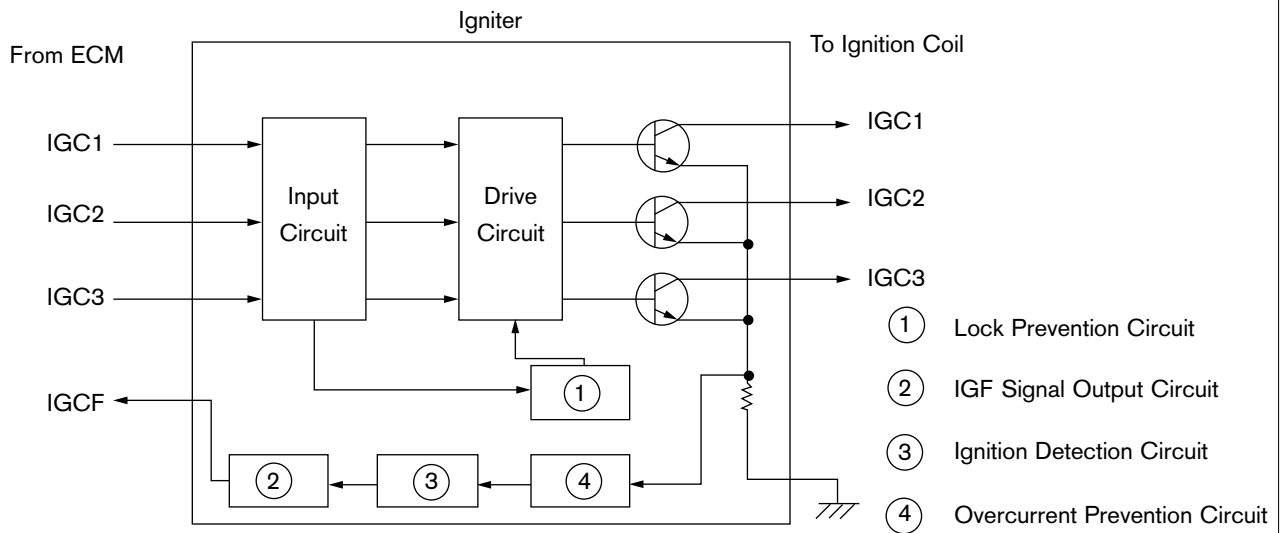 Igniter
From ECM
To Ignition Coil
IGC1
IGC2
IGC3
IGCF
Input
Circuit
Drive
Circuit
IGC1
IGC2
IGC3
1
2
3
4
1 Lock Prevention Circuit
2 IGF Signal Output Circuit
3 Ignition Detection Circuit
4 Overcurrent Prevention Circuit